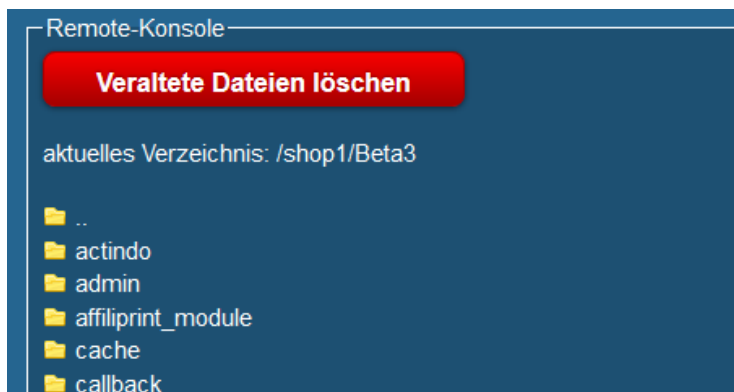 Remote-Konsole
Veraltete Dateien löschen
aktuelles Verzeichnis: /shop1/Beta3
..
actindo
admin
affiliprint_module
cache
callback